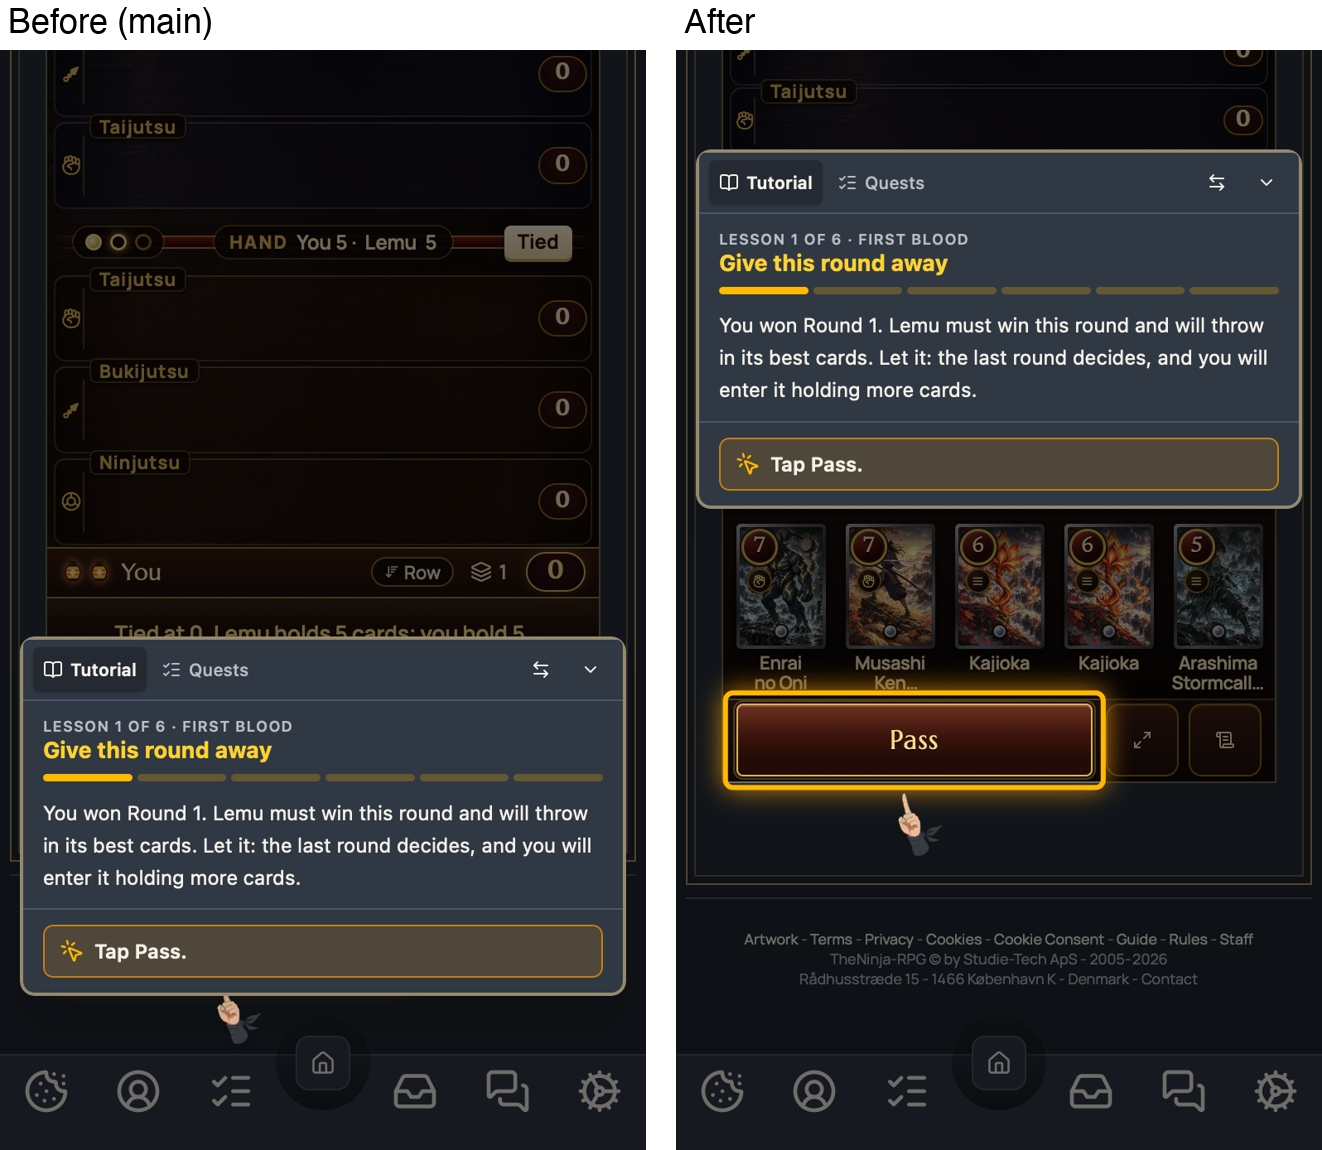 Before (main)
0
Taijutsu
0
HAND You 5 · Lemu 5
Tied
Taijutsu
0
Bukijutsu
0
Ninjutsu
0
You
Row
1
0
Tied at 0. Lemu holds 5 cards; you hold 5
Tutorial
Quests
LESSON 1 OF 6 · FIRST BLOOD
Give this round away
You won Round 1. Lemu must win this round and will throw
in its best cards. Let it: the last round decides, and you will
enter it holding more cards.
Tap Pass.
After
0
Taijutsu
0
Tutorial
Quests
LESSON 1 OF 6 · FIRST BLOOD
Give this round away
You won Round 1. Lemu must win this round and will throw
in its best cards. Let it: the last round decides, and you will
enter it holding more cards.
Tap Pass.
7
7
6
6
5
Enrai
no Oni
Musashi
Ken...
Kajioka
Kajioka
Arashima
Stormcall...
Pass
Artwork - Terms - Privacy - Cookies - Cookie Consent - Guide - Rules - Staff
TheNinja-RPG © by Studie-Tech ApS - 2005-2026
Rådhusstræde 15 - 1466 København K - Denmark - Contact